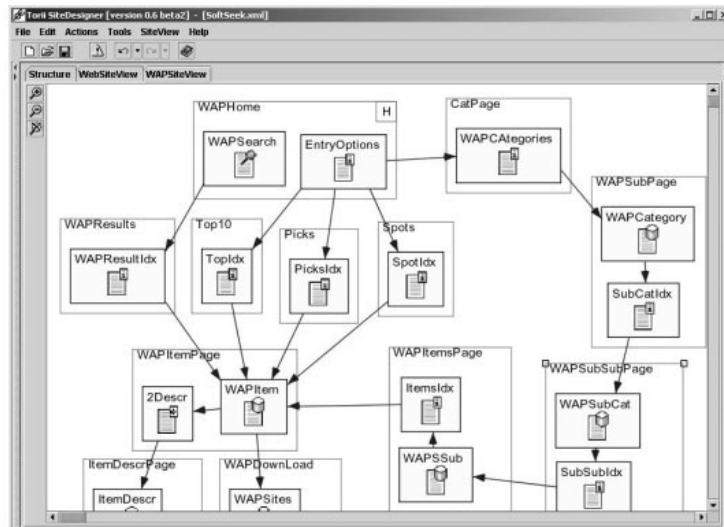 Torii SiteDesigner [version 0.6 beta2] - [SoftSeek.xml]
File Edit Actions Tools SiteView Help
Structure WebSiteView WAPSiteView
WAPHome
H
CatPage
WAPSearch
EntryOptions
WAPCAtegories
WAPSubPage
WAPCategory
WAPResults
Top10
Picks
Spots
WAPResultIdx
TopIdx
PicksIdx
SpotIdx
SubCatIdx
WAPItemPage
WAPItemsPage
WAPSubSubPage
2Descr
WAPItem
ItemsIdx
WAPSubCat
WAPSSub
SubSubIdx
ItemDescrPage
WAPDownLoad
ItemDescr
WAPSites